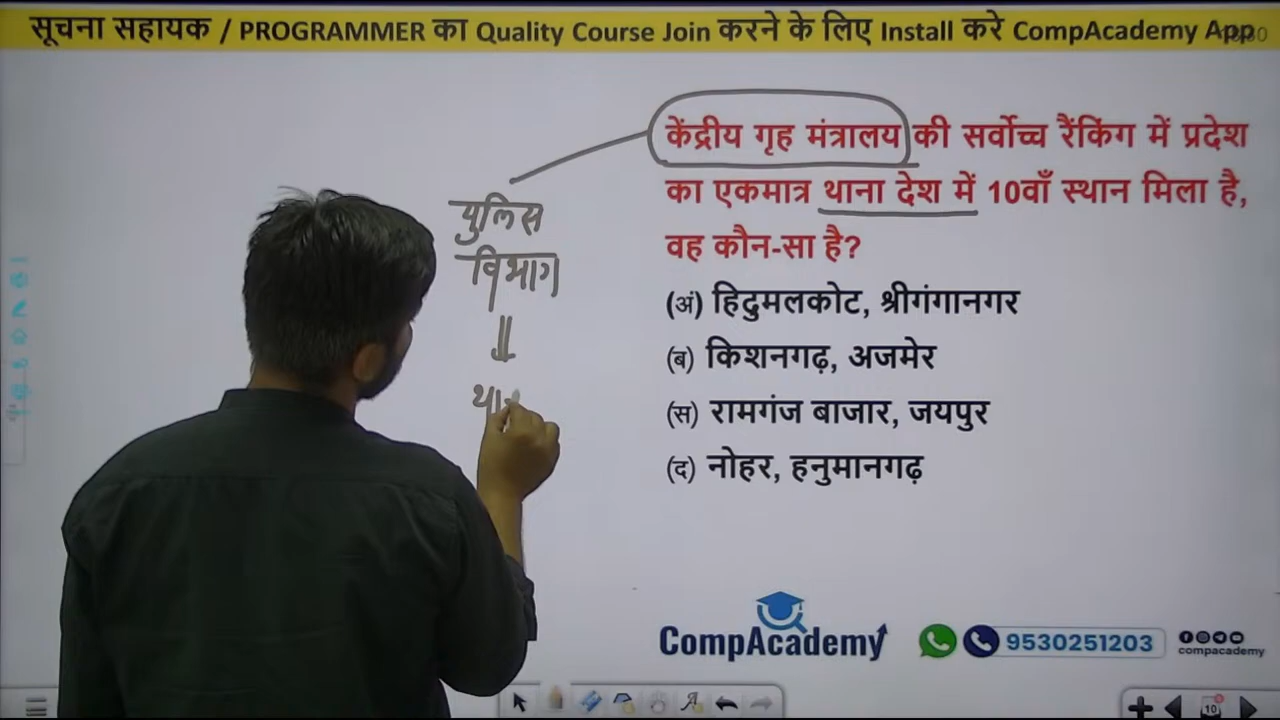 सूचना सहायक / PROGRAMMER का Quality Course Join करने के लिए Install करे CompAcademy App
केंद्रीय गृह मंत्रालय की सर्वोच्च रैंकिंग में प्रदेश
का एकमात्र थाना देश में 10वाँ स्थान मिला है,
वह कौन-सा है?
(अं) हिदुमलकोट, श्रीगंगानगर
(ब) किशनगढ़, अजमेर
(स) रामगंज बाजार, जयपुर
(द) नोहर, हनुमानगढ़
पुलिस
विभाग
CompAcademy
9530251203
compacademy
10